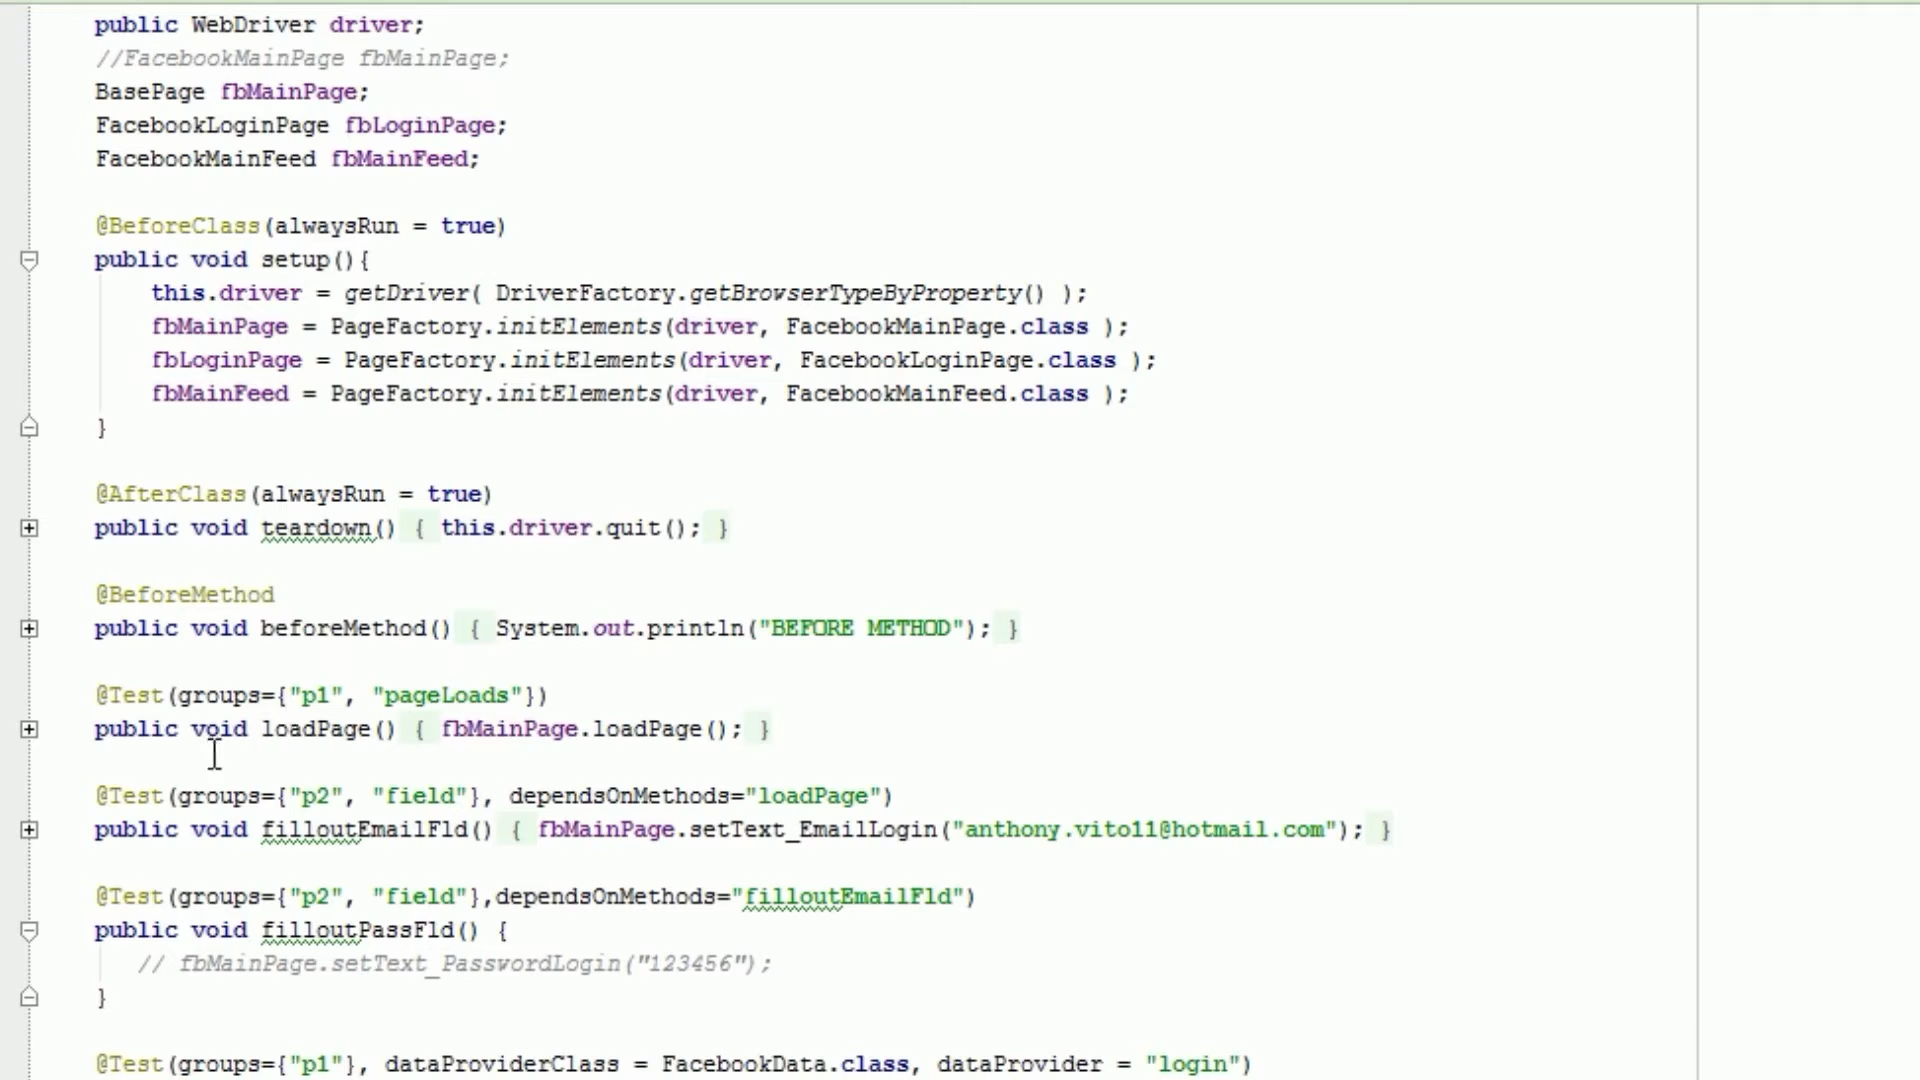 public WebDriver driver;
//FacebookMainPage fbMainPage;
BasePage fbMainPage;
FacebookLoginPage fbLoginPage;
FacebookMainFeed fbMainFeed;
@BeforeClass(alwaysRun = true)
public void setup(){
this.driver = getDriver( DriverFactory.getBrowserTypeByProperty() );
fbMainPage = PageFactory.initElements(driver, FacebookMainPage.class );
fbLoginPage = PageFactory.initElements(driver, FacebookLoginPage.class );
fbMainFeed = PageFactory.initElements(driver, FacebookMainFeed.class );
}
@AfterClass(alwaysRun = true)
public void teardown() { this.driver.quit(); }
@BeforeMethod
public void beforeMethod() { System.out.println("BEFORE METHOD"); }
@Test(groups={"p1", "pageLoads"})
public void loadPage() { fbMainPage.loadPage(); }
@Test(groups={"p2", "field"}, dependsOnMethods="loadPage")
public void filloutEmailFld() { fbMainPage.setText_EmailLogin("anthony.vito11@hotmail.com"); }
@Test(groups={"p2", "field"},dependsOnMethods="filloutEmailFld")
public void filloutPassFld() {
// fbMainPage.setText_PasswordLogin("123456");
}
@Test(groups={"p1"}, dataProviderClass = FacebookData.class, dataProvider = "login")